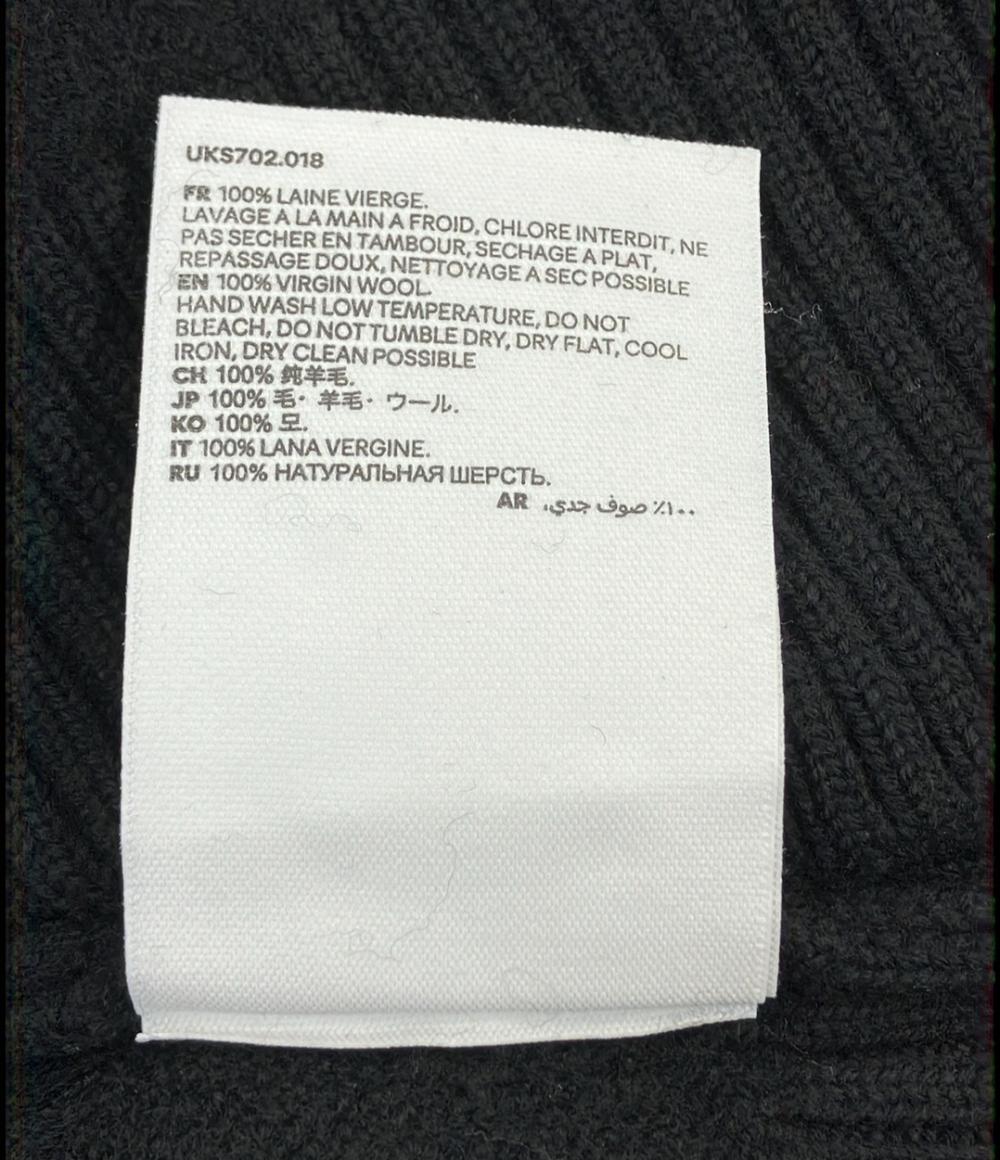 UKS702.018
FR 100% LAINE VIERGE.
LAVAGE A LA MAIN A FROID, CHLORE INTERDIT, NE
PAS SECHER EN TAMBOUR, SECHAGE A PLAT,
REPASSAGE DOUX, NETTOYAGE A SEC POSSIBLE
EN 100% VIRGIN WOOL.
HAND WASH LOW TEMPERATURE, DO NOT
BLEACH, DO NOT TUMBLE DRY, DRY FLAT, COOL
IRON, DRY CLEAN POSSIBLE
CH 100% 纯羊毛.
JP 100% 毛・羊毛・ウール.
KO 100% 모.
IT 100% LANA VERGINE.
RU 100% НАТУРАЛЬНАЯ ШЕРСТЬ.
AR ١٠٠٪ صوف جدي،